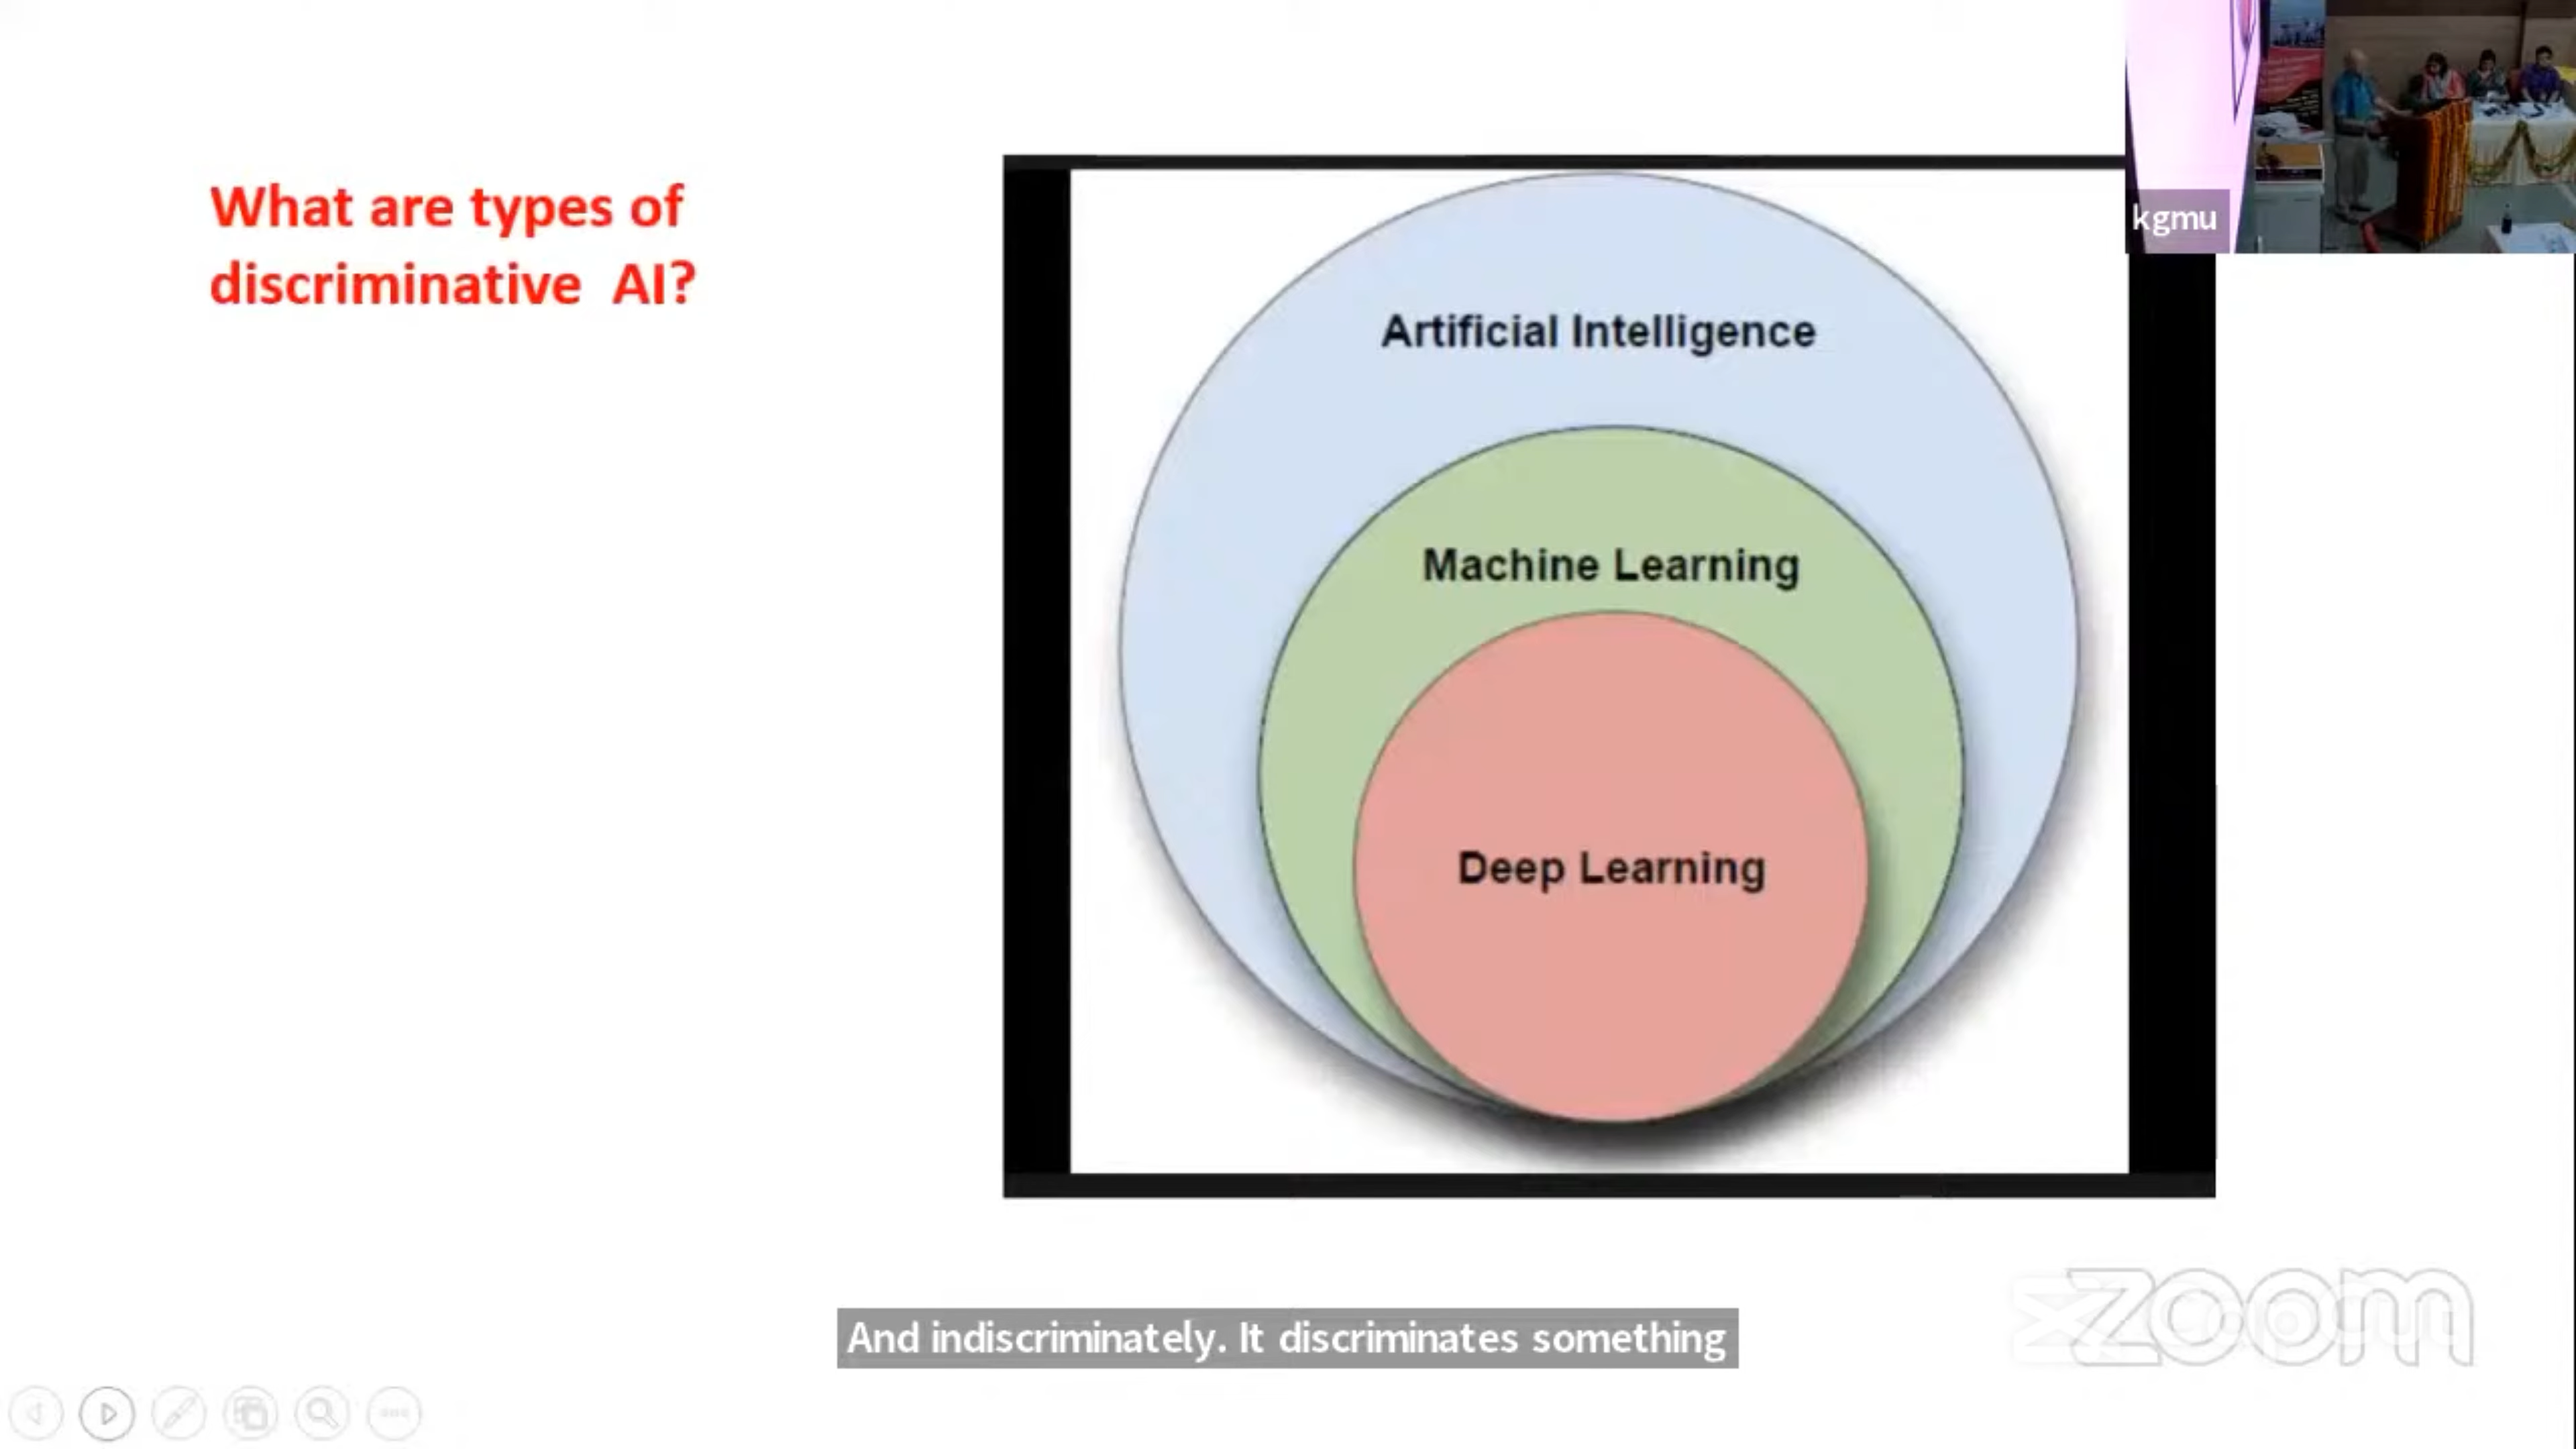 What are types of
discriminative AI?
Artificial Intelligence
Machine Learning
Deep Learning
kgmu
And indiscriminately. It discriminates something
zoom